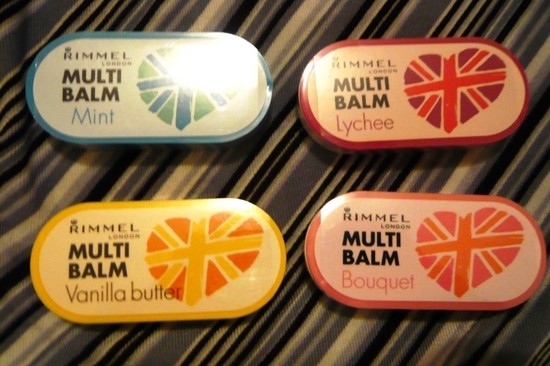 RIMMEL
LONDON
MULTI
BALM
Mint
RIMMEL
LONDON
MULTI
BALM
Lychee
RIMMEL
LONDON
MULTI
BALM
Vanilla butter
RIMMEL
LONDON
MULTI
BALM
Bouquet